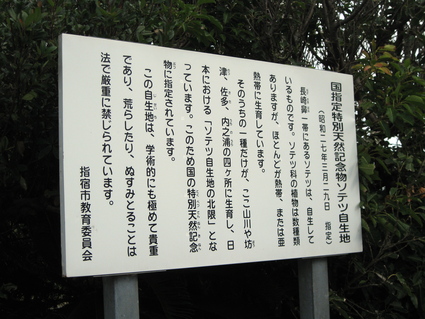 国指定特別天然記念物ソテツ自生地
（昭和二七年三月二九日　指定）
長崎鼻一帯にあるソテツは、自生して
いるものです。ソテツ科の植物は数種類
ありますが、ほとんどが熱帯、または亜
熱帯に生育しています。
そのうちの一種だけが、ここ山川や坊
津、佐多、内之浦の四ヶ所に生育し、日
本における「ソテツ自生地の北限」とな
っています。このため国の特別天然記念
物に指定されています。
この自生地は、学術的にも極めて貴重
であり、荒らしたり、ぬすみとることは
法で厳重に禁じられています。
指宿市教育委員会